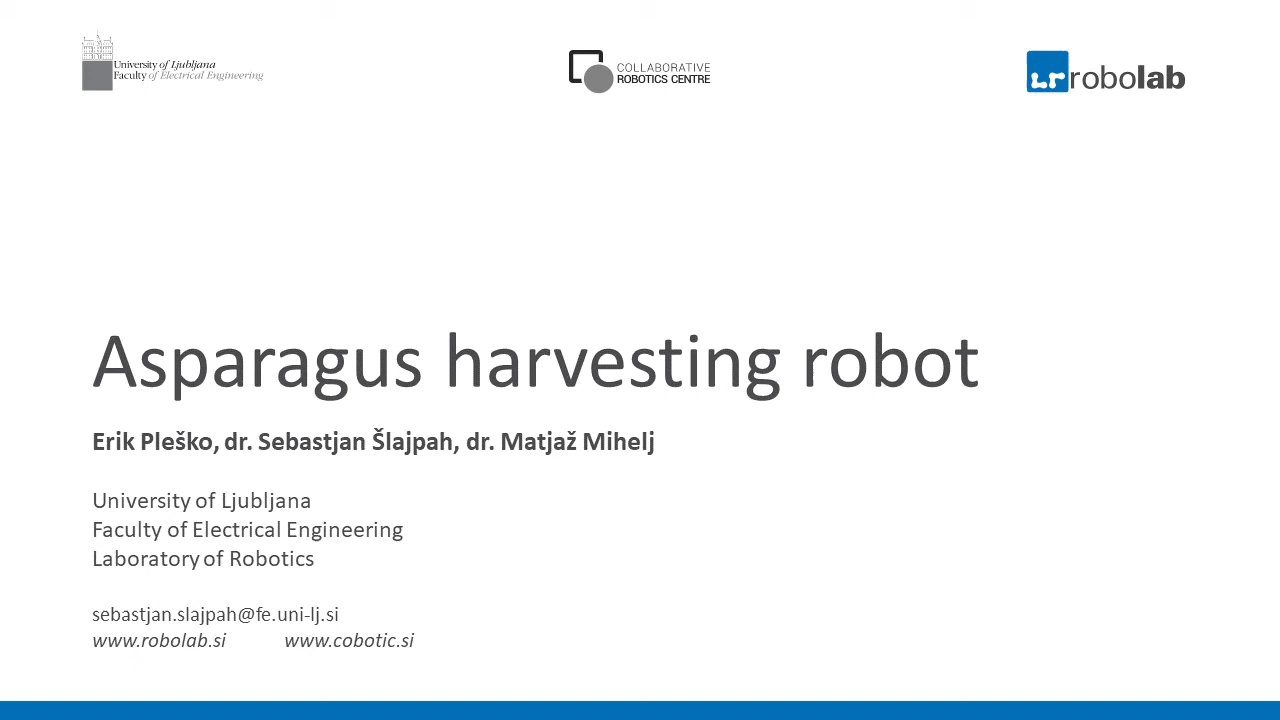 University of Ljubljana
Faculty of Electrical Engineering
COLLABORATIVE
ROBOTICS CENTRE
robolab
Asparagus harvesting robot
Erik Pleško, dr. Sebastjan Šlajpah, dr. Matjaž Mihelj
University of Ljubljana
Faculty of Electrical Engineering
Laboratory of Robotics
sebastjan.slajpah@fe.uni-lj.si
www.robolab.si www.cobotic.si